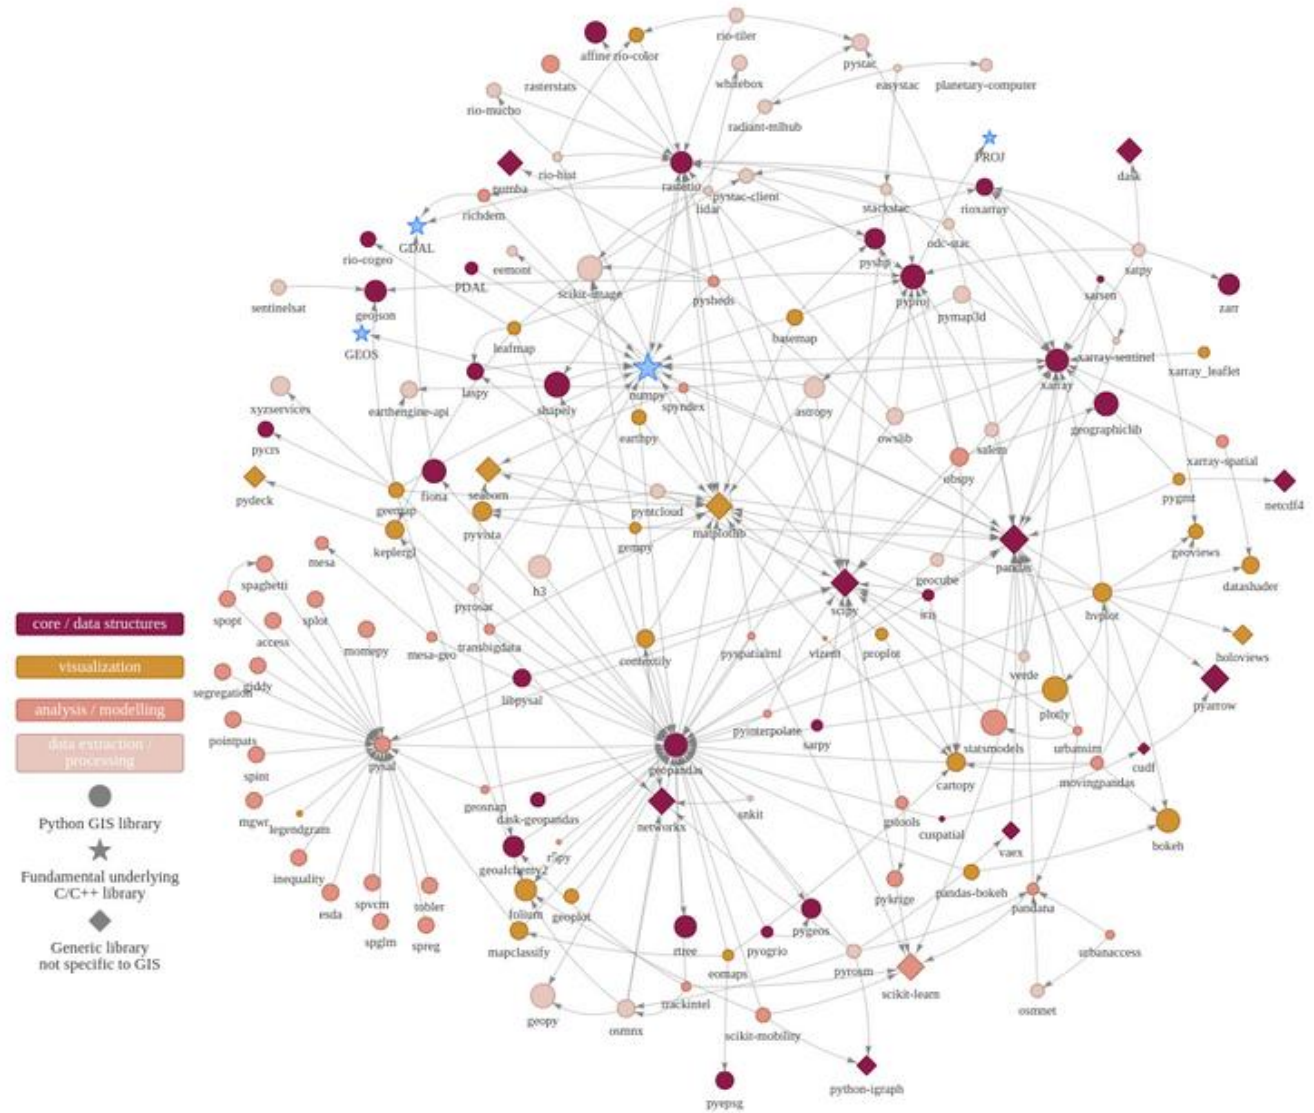 rio-tiler
affine
rio-color
pystac
rasterstats
whitebox
easystac
planetary-computer
rio-mucho
radiant-mlhub
PROJ
dask
numba
rio-hist
rasterio
pystac-client
richdem
lidar
stackstac
rioxarray
GDAL
odc-stac
rio-cogeo
eemont
pyshp
satpy
PDAL
scikit-image
pysheds
pyproj
sarsen
sentinelsat
geojson
pymap3d
zarr
leafmap
basemap
GEOS
xarray-sentinel
laspy
xarray
xarray_leaflet
xyzservices
earthengine-api
shapely
numpy
spyndex
astropy
geographiclib
pycrs
earthpy
owslib
salem
xarray-spatial
pydeck
geemap
fiona
seaborn
pyntcloud
obspy
pygmt
netcdf4
keplergl
pyvista
gempy
matplotlib
pandas
geoviews
mesa
datashader
spaghetti
h3
geocube
spopt
splot
pyrosar
scipy
iris
hvplot
core / data structures
access
momepy
mesa-geo
transbigdata
contextily
pyspatialml
vizent
proplot
holoviews
visualization
verde
segregation
giddy
libpysal
plotly
pyarrow
analysis / modelling
pointpats
pyinterpolate
sarpy
statsmodels
urbansim
data extraction /
processing
spint
pysal
geopandas
cudf
cartopy
movingpandas
mgwr
legendgram
geosnap
dask-geopandas
networkx
snkit
gstools
cuspatial
Python GIS library
r5py
vaex
bokeh
inequality
geoalchemy2
Fundamental underlying
C/C++ library
esda
spvcm
tobler
folium
geoplot
pykrige
pandas-bokeh
pandana
spglm
spreg
mapclassify
rtree
pyogrio
pygeos
Generic library
not specific to GIS
eomaps
pyrosm
urbanaccess
scikit-learn
trackintel
geopy
osmnx
scikit-mobility
osmnet
pyepsg
python-igraph